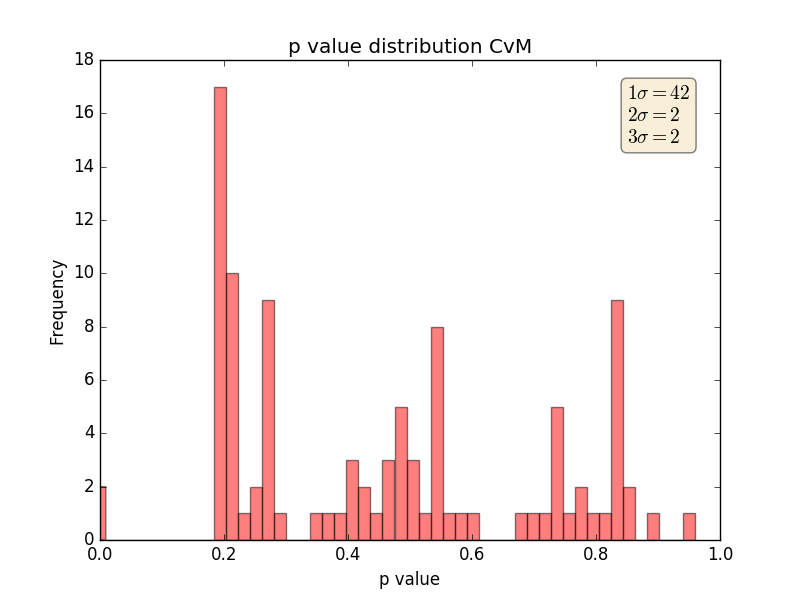 p value distribution CvM
18
16
14
12
10
8
6
4
2
0
Frequency
1σ = 42
2σ = 2
3σ = 2
0.0 0.2 0.4 0.6 0.8 1.0
p value